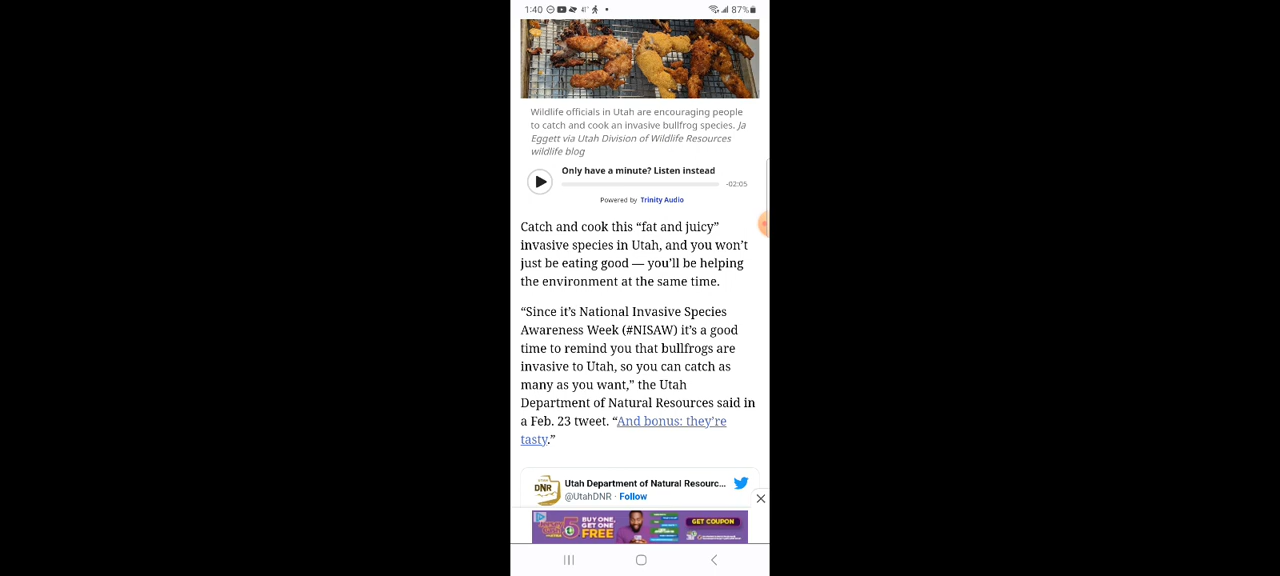 1:40
41°
87%
Wildlife officials in Utah are encouraging people
to catch and cook an invasive bullfrog species. Ja
Eggett via Utah Division of Wildlife Resources
wildlife blog
Only have a minute? Listen instead
-02:05
Powered by Trinity Audio
Catch and cook this “fat and juicy”
invasive species in Utah, and you won’t
just be eating good — you’ll be helping
the environment at the same time.
“Since it’s National Invasive Species
Awareness Week (#NISAW) it’s a good
time to remind you that bullfrogs are
invasive to Utah, so you can catch as
many as you want,” the Utah
Department of Natural Resources said in
a Feb. 23 tweet. “And bonus: they’re
tasty.”
DNR
Utah Department of Natural Resourc...
@UtahDNR · Follow
BUY ONE,
GET ONE
FREE
GET COUPON